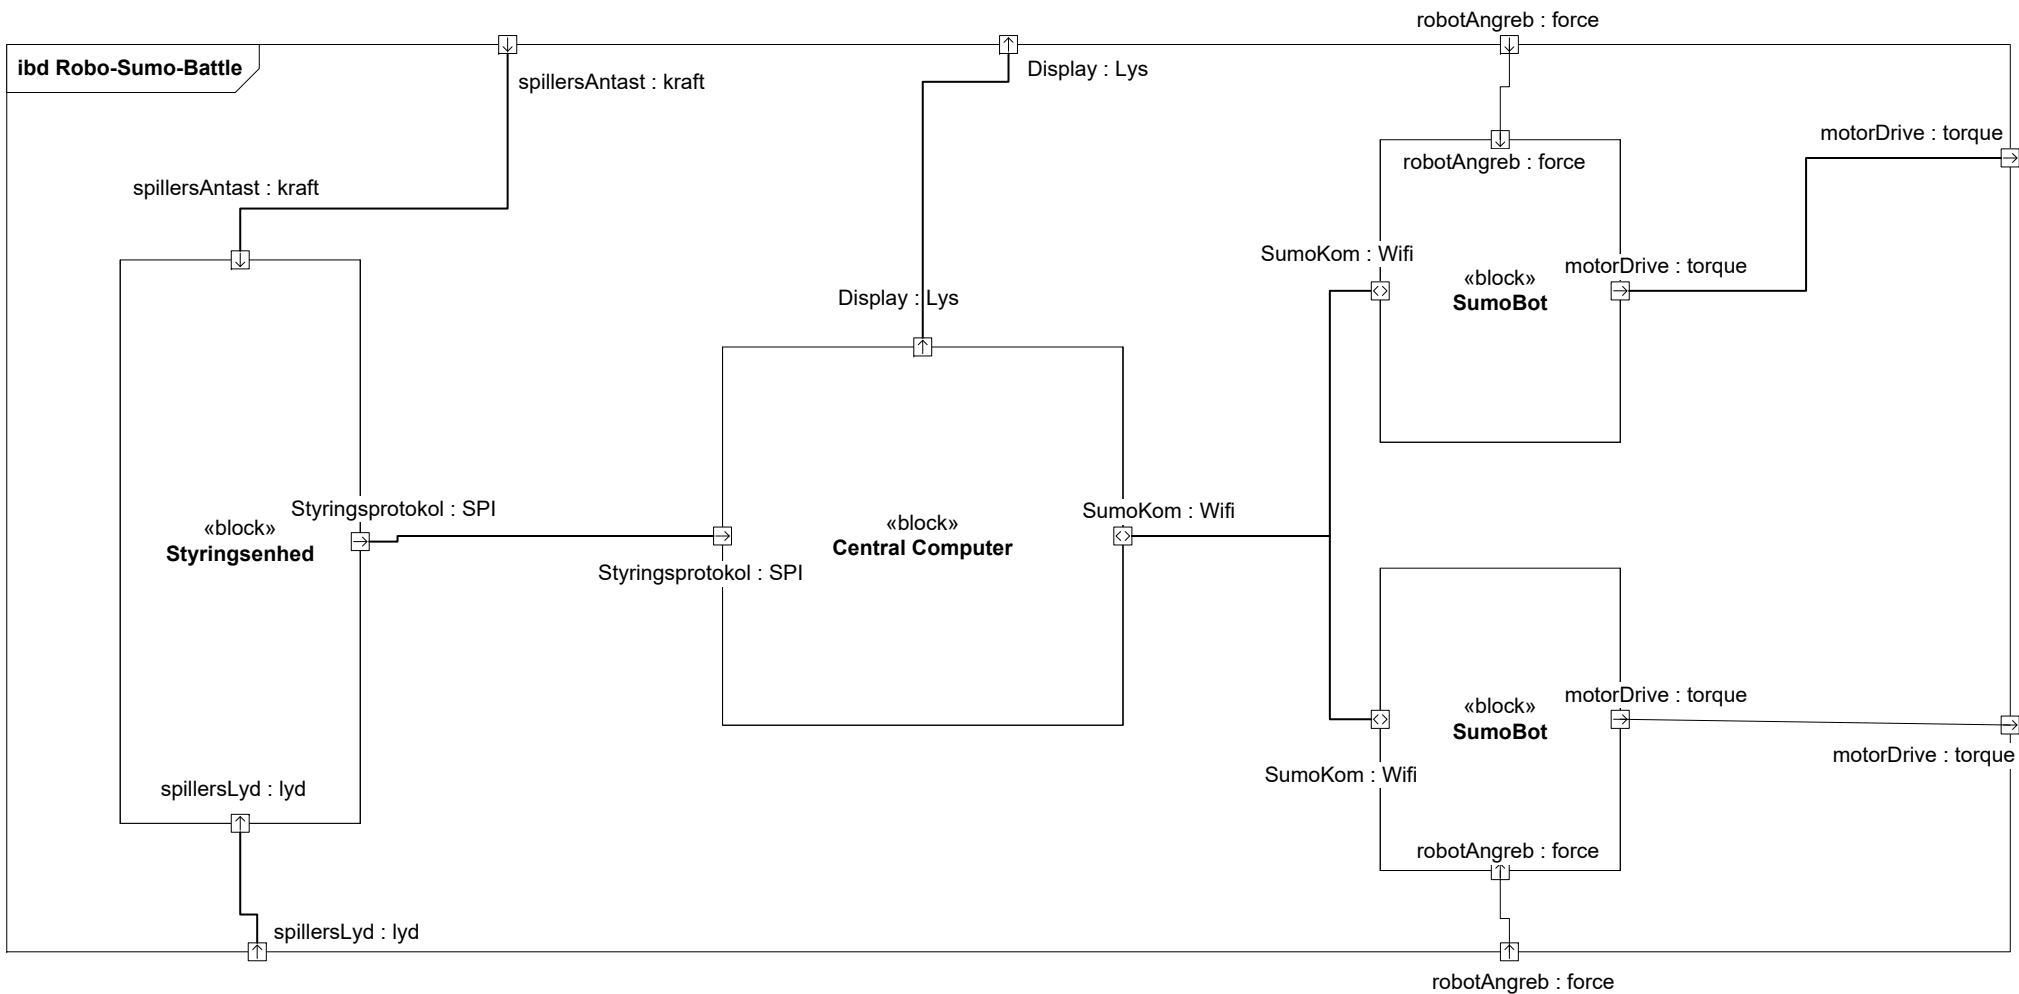 robotAngreb : force
ibd Robo-Sumo-Battle
spillersAntast : kraft
Display : Lys
motorDrive : torque
robotAngreb : force
spillersAntast : kraft
SumoKom : Wifi
motorDrive : torque
«block»
SumoBot
Display : Lys
Styringsprotokol : SPI
«block»
Styringsenhed
«block»
Central Computer
SumoKom : Wifi
Styringsprotokol : SPI
motorDrive : torque
«block»
SumoBot
motorDrive : torque
SumoKom : Wifi
spillersLyd : lyd
robotAngreb : force
spillersLyd : lyd
robotAngreb : force